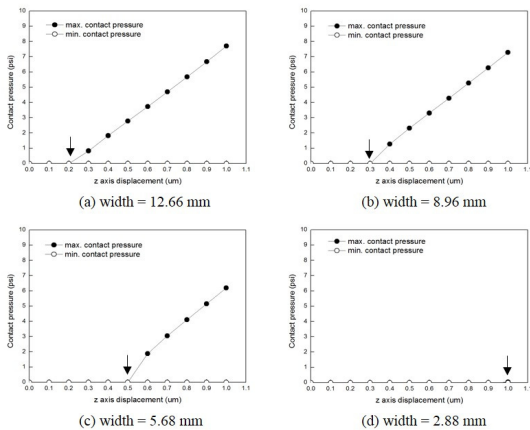 10
9
8
7
6
5
4
3
2
1
0
Contact pressure (psi)
max. contact pressure
min. contact pressure
0.0 0.1 0.2 0.3 0.4 0.5 0.6 0.7 0.8 0.9 1.0 1.1
z axis displacement (um)
(a) width = 12.66 mm
10
9
8
7
6
5
4
3
2
1
0
Contact pressure (psi)
max. contact pressure
min. contact pressure
0.0 0.1 0.2 0.3 0.4 0.5 0.6 0.7 0.8 0.9 1.0 1.1
z axis displacement (um)
(b) width = 8.96 mm
10
9
8
7
6
5
4
3
2
1
0
Contact pressure (psi)
max. contact pressure
min. contact pressure
0.0 0.1 0.2 0.3 0.4 0.5 0.6 0.7 0.8 0.9 1.0 1.1
z axis displacement (um)
(c) width = 5.68 mm
10
9
8
7
6
5
4
3
2
1
0
Contact pressure (psi)
max. contact pressure
min. contact pressure
0.0 0.1 0.2 0.3 0.4 0.5 0.6 0.7 0.8 0.9 1.0 1.1
z axis displacement (um)
(d) width = 2.88 mm